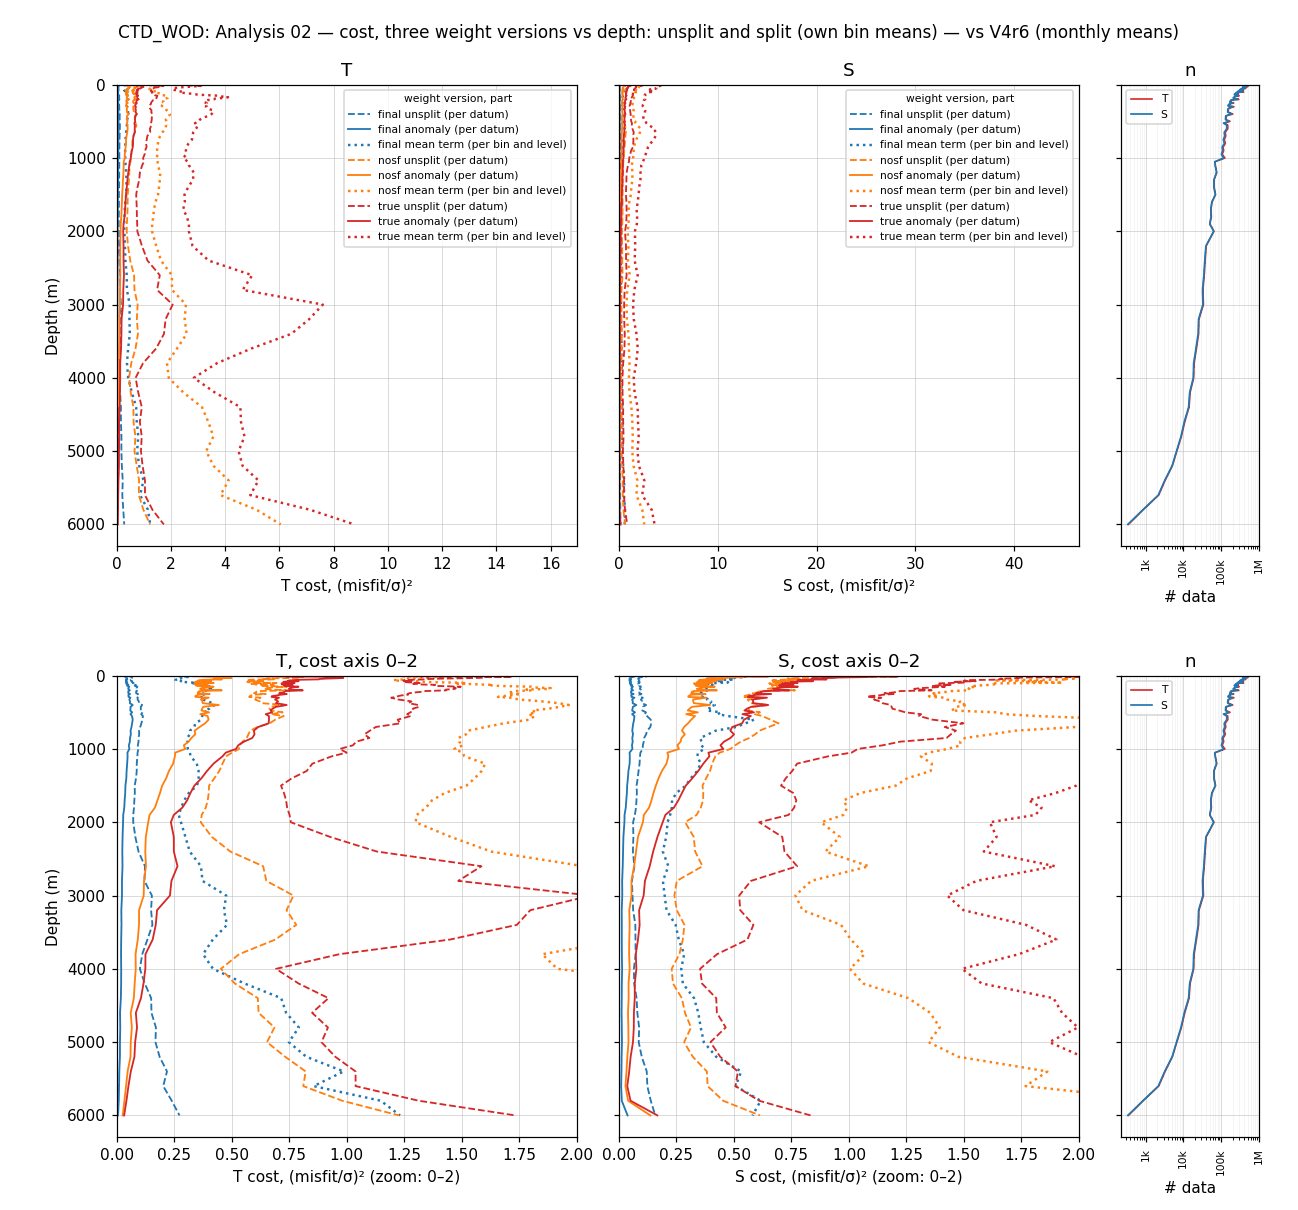 CTD_WOD: Analysis 02 — cost, three weight versions vs depth: unsplit and split (own bin means) — vs V4r6 (monthly means)
T
S
n
weight version, part
final unsplit (per datum)
final anomaly (per datum)
final mean term (per bin and level)
nosf unsplit (per datum)
nosf anomaly (per datum)
nosf mean term (per bin and level)
true unsplit (per datum)
true anomaly (per datum)
true mean term (per bin and level)
weight version, part
final unsplit (per datum)
final anomaly (per datum)
final mean term (per bin and level)
nosf unsplit (per datum)
nosf anomaly (per datum)
nosf mean term (per bin and level)
true unsplit (per datum)
true anomaly (per datum)
true mean term (per bin and level)
T
S
0
1000
2000
3000
4000
5000
6000
Depth (m)
0 2 4 6 8 10 12 14 16
T cost, (misfit/σ)²
0 10 20 30 40
S cost, (misfit/σ)²
1k 10k 100k 1M
# data
T, cost axis 0–2
S, cost axis 0–2
n
T
S
0
1000
2000
3000
4000
5000
6000
Depth (m)
0.00 0.25 0.50 0.75 1.00 1.25 1.50 1.75 2.00
T cost, (misfit/σ)² (zoom: 0–2)
0.00 0.25 0.50 0.75 1.00 1.25 1.50 1.75 2.00
S cost, (misfit/σ)² (zoom: 0–2)
1k 10k 100k 1M
# data